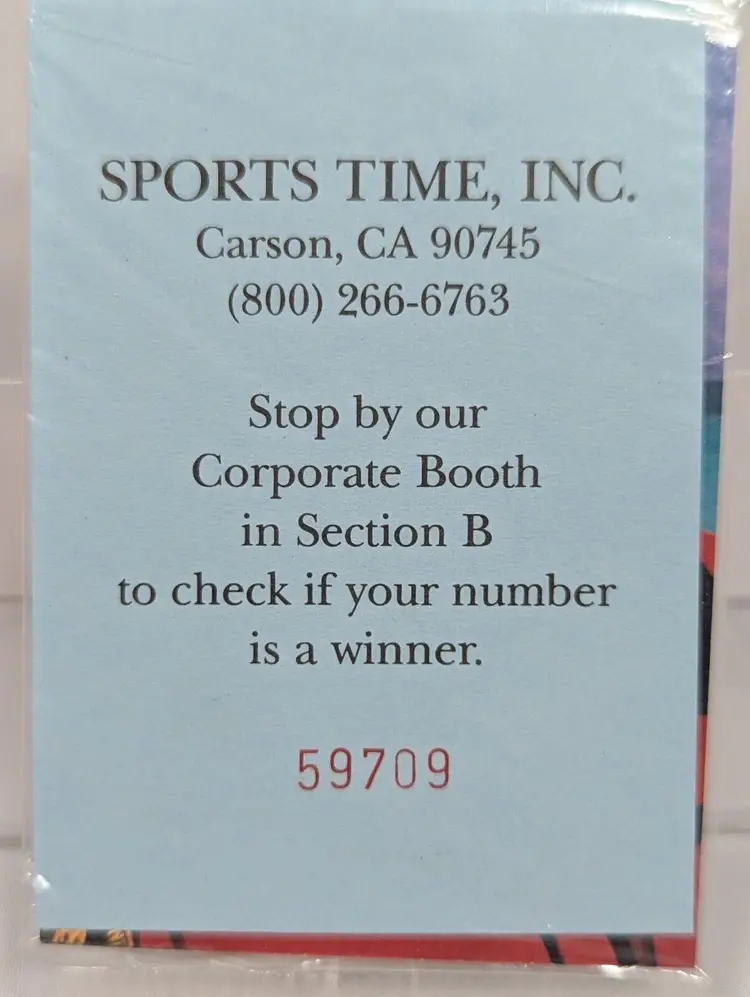 SPORTS TIME, INC.
Carson, CA 90745
(800) 266-6763
Stop by our
Corporate Booth
in Section B
to check if your number
is a winner.
59709